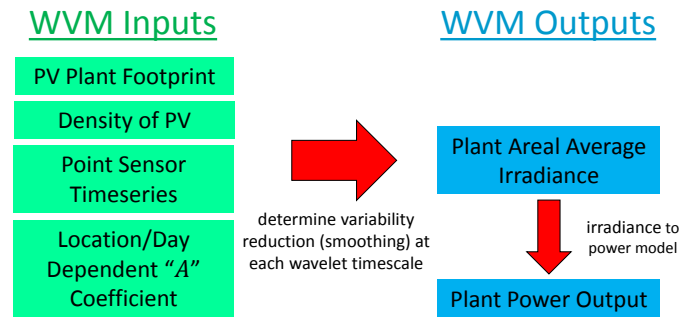 WVM Inputs
PV Plant Footprint
Density of PV
Point Sensor
Timeseries
Location/Day
Dependent “A”
Coefficient
determine variability
reduction (smoothing) at
each wavelet timescale
WVM Outputs
Plant Areal Average
Irradiance
irradiance to
power model
Plant Power Output